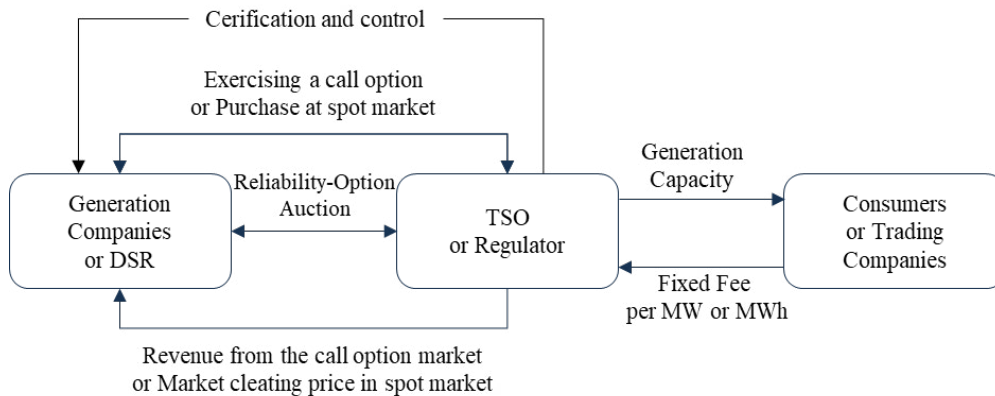 Cerification and control
Exercising a call option
or Purchase at spot market
Generation
Companies
or DSR
Reliability-Option
Auction
TSO
or Regulator
Generation
Capacity
Consumers
or Trading
Companies
Fixed Fee
per MW or MWh
Revenue from the call option market
or Market cleating price in spot market